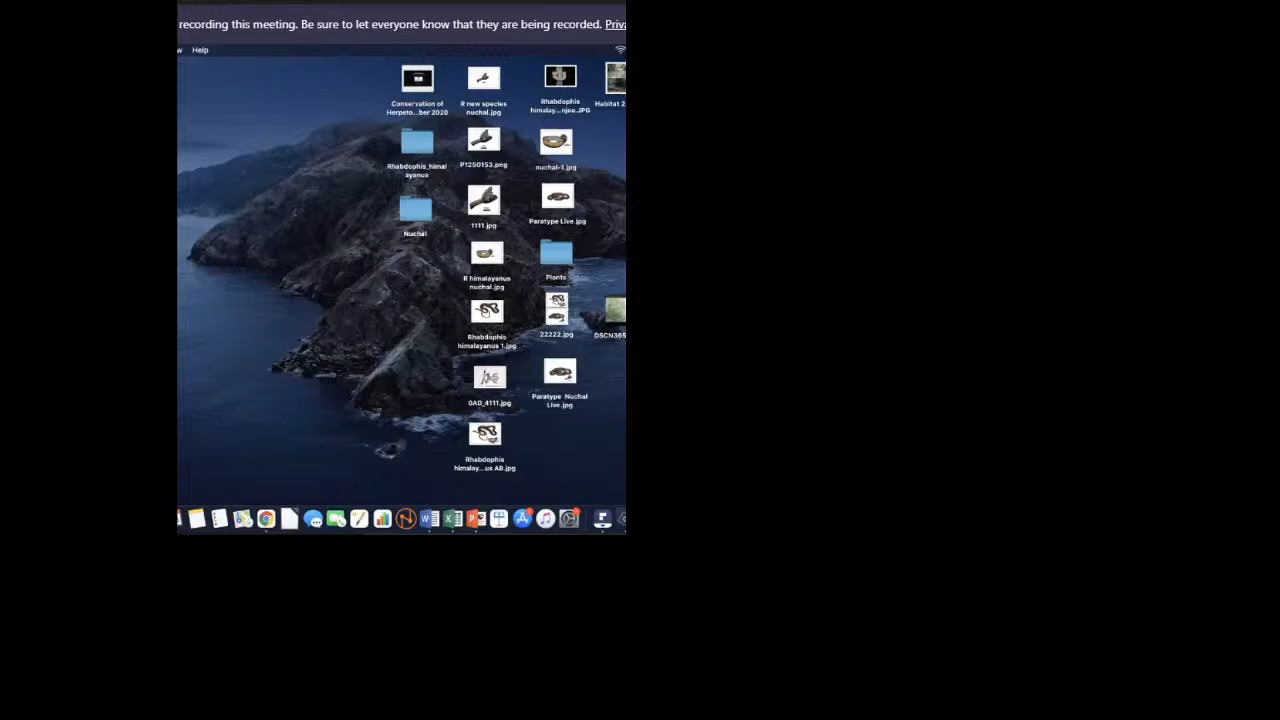 recording this meeting. Be sure to let everyone know that they are being recorded. Priva
w Help
Conservation of
Herpeto...ber 2020
R new species
nuchal.jpg
Rhabdophis
himalay...njee.JPG
Habitat 2
Rhabdophis_himal
ayanus
P1250153.png
nuchal-1.jpg
Nuchal
1111.jpg
Paratype Live.jpg
R himalayanus
nuchal.jpg
Plants
Rhabdophis
himalayanus 1.jpg
22222.jpg
DSCN365
0AD_4111.jpg
Paratype Nuchal
Live.jpg
Rhabdophis
himalay...us AB.jpg